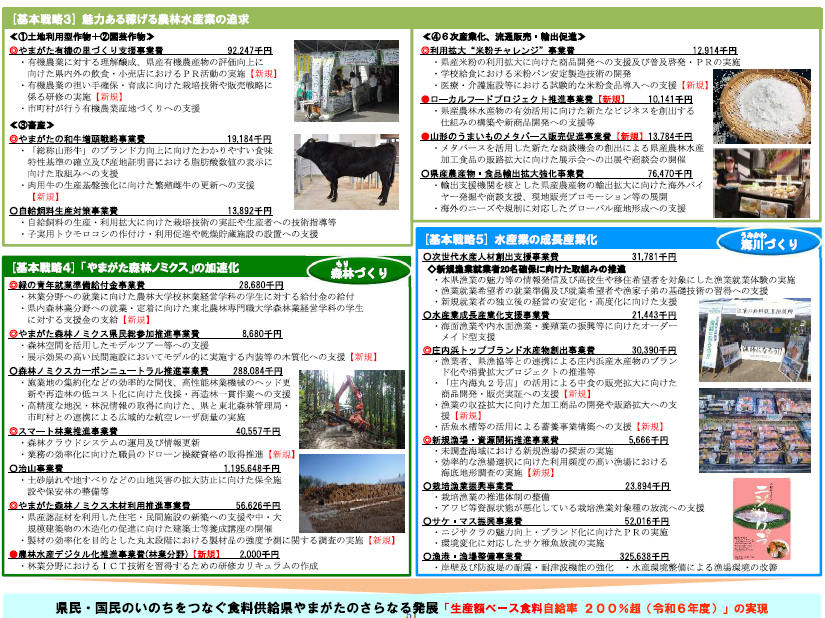 ［基本戦略３］魅力ある稼げる農林水産業の追求
≪①土地利用型作物＋②園芸作物≫
◎やまがた有機の里づくり支援事業費 92,247千円
・有機農業に対する理解醸成、県産有機農産物の評価向上に
向けた県内外の飲食・小売店におけるＰＲ活動の実施【新規】
・有機農業の担い手確保・育成に向けた栽培技術や販売戦略に
係る研修の実施【新規】
・市町村が行う有機農業産地づくりへの支援
≪③畜産≫
◎やまがたの和牛増頭戦略事業費 19,184千円
・「総称山形牛」のブランド力向上に向けたわかりやすい食味
特性基準の確立及び産地証明書における脂肪酸数値の表示に
向けた取組みへの支援
・肉用牛の生産基盤強化に向けた繁殖雌牛の更新への支援
【新規】
〇自給飼料生産対策事業費 13,892千円
・自給飼料の生産・利用拡大に向けた栽培技術の実証や生産者への技術指導等
・子実用トウモロコシの作付け・利用促進や乾燥貯蔵施設の設置への支援
≪④６次産業化、流通販売・輸出促進≫
◎利用拡大“米粉チャレンジ”事業費 12,914千円
・県産米粉の利用拡大に向けた商品開発への支援及び普及啓発・ＰＲの実施
・学校給食における米粉パン安定製造技術の開発
・医療・介護施設等における試験的な米粉食品導入への支援【新規】
●ローカルフードプロジェクト推進事業費【新規】 10,141千円
・県産農林水産物の有効活用に向けた新たなビジネスを創出する
仕組みの構築や新商品開発への支援等
●山形のうまいものメタバース販売促進事業費【新規】13,784千円
・メタバースを活用した新たな商談機会の創出による県産農林水産物
加工食品の販路拡大に向けた展示会への出展や商談会の開催
〇県産農産物・食品輸出拡大強化事業費 76,470千円
・輸出支援機関を核とした県産農産物の輸出拡大に向けた海外バイ
ヤー発掘や商談支援、現地販売プロモーション等の展開
・海外のニーズや規制に対応したグローバル産地形成への支援
［基本戦略４］「やまがた森林ノミクス」の加速化
もり
森林づくり
◎緑の青年就業準備給付金事業費 28,680千円
・林業分野への就業に向けた農林大学校林業経営学科の学生に対する給付金の給付
・県内森林業分野への就業・定着に向けた東北農林専門職大学森林業経営学科の学生
に対する支援金の支給【新規】
◎やまがた森林ノミクス県民総参加推進事業費 8,680千円
・森林空間を活用したモデルツアー等への支援
・展示効果の高い民間施設においてモデル的に実施する内装等の木質化への支援【新規】
〇森林ノミクスカーボンニュートラル推進事業費 288,084千円
・施業地の集約化などの効率的な間伐、高性能林業機械のヘッド更
新や再造林の低コスト化に向けた伐採・再造林一貫作業への支援
・高精度な地況・林況情報の取得に向けた、県と東北森林管理局・
市町村との連携による広域的な航空レーザ測量の実施
◎スマート林業推進事業費 40,557千円
・森林クラウドシステムの運用及び情報更新
・業務の効率化に向けた職員のドローン操縦資格の取得推進【新規】
〇治山事業費 1,195,648千円
・土砂崩れや地すべりなどの山地災害の拡大防止に向けた保全施
設や保安林の整備等
◎やまがた森林ノミクス木材利用推進事業費 56,626千円
・県産認証材を利用した住宅・民間施設の新築への支援や中・大
規模建築物の木造化の促進に向けた建築士等養成講座の開催
・製材の効率化を目的とした丸太段階における製材品の強度予測に関する調査の実施【新規】
●農林水産デジタル化推進事業費(林業分野)【新規】 2,000千円
・林業分野におけるＩＣＴ技術を習得するための研修カリキュラムの作成
［基本戦略５］水産業の成長産業化
うみかわ
海川づくり
〇次世代水産人材創出支援事業費 31,781千円
◇新規漁業就業者20名確保に向けた取組みの推進
・本県漁業の魅力等の情報発信及び高校生や移住希望者を対象にした漁業就業体験の実施
・漁業就業希望者の就業準備及び就業希望者や漁家子弟の基礎技術の習得への支援
・新規就業者の独立後の経営の安定化・高度化に向けた支援
〇水産業成長産業化支援事業費 21,443千円
・海面漁業や内水面漁業・養殖業の振興等に向けたオーダー
メイド型支援
◎庄内浜トップブランド水産物創出事業費 30,390千円
・漁業者、県漁協等との連携による庄内浜産水産物のブラン
ド化や消費拡大プロジェクトの推進等
・「庄内海丸２号店」の活用による中食の販売拡大に向けた
商品開発・販売実証への支援【新規】
・漁業の収益拡大に向けた加工商品の開発や販路拡大への支
援【新規】
・活魚水槽等の活用による蓄養事業構築への支援【新規】
◎新規漁場・資源開拓推進事業費 5,666千円
・未調査海域における新規漁場の探索の実施
・効率的な漁場選択に向けた利用頻度の高い漁場における
海底地形調査の実施【新規】
〇栽培漁業振興事業費 23,894千円
・栽培漁業の推進体制の整備
・アワビ等資源状態が悪化している栽培漁業対象種の放流への支援
〇サケ・マス振興事業費 52,016千円
・ニジサクラの魅力向上・ブランド化に向けたＰＲの実施
・環境変化に対応したサケ稚魚放流の実施
〇漁港・漁場整備事業費 325,638千円
・岸壁及び防波堤の耐震・耐津波機能の強化 ・水産環境整備による漁場環境の改善
ニジサクラ
県民・国民のいのちをつなぐ食料供給県やまがたのさらなる発展「生産額ベース食料自給率 ２００％超（令和６年度）」の実現
51